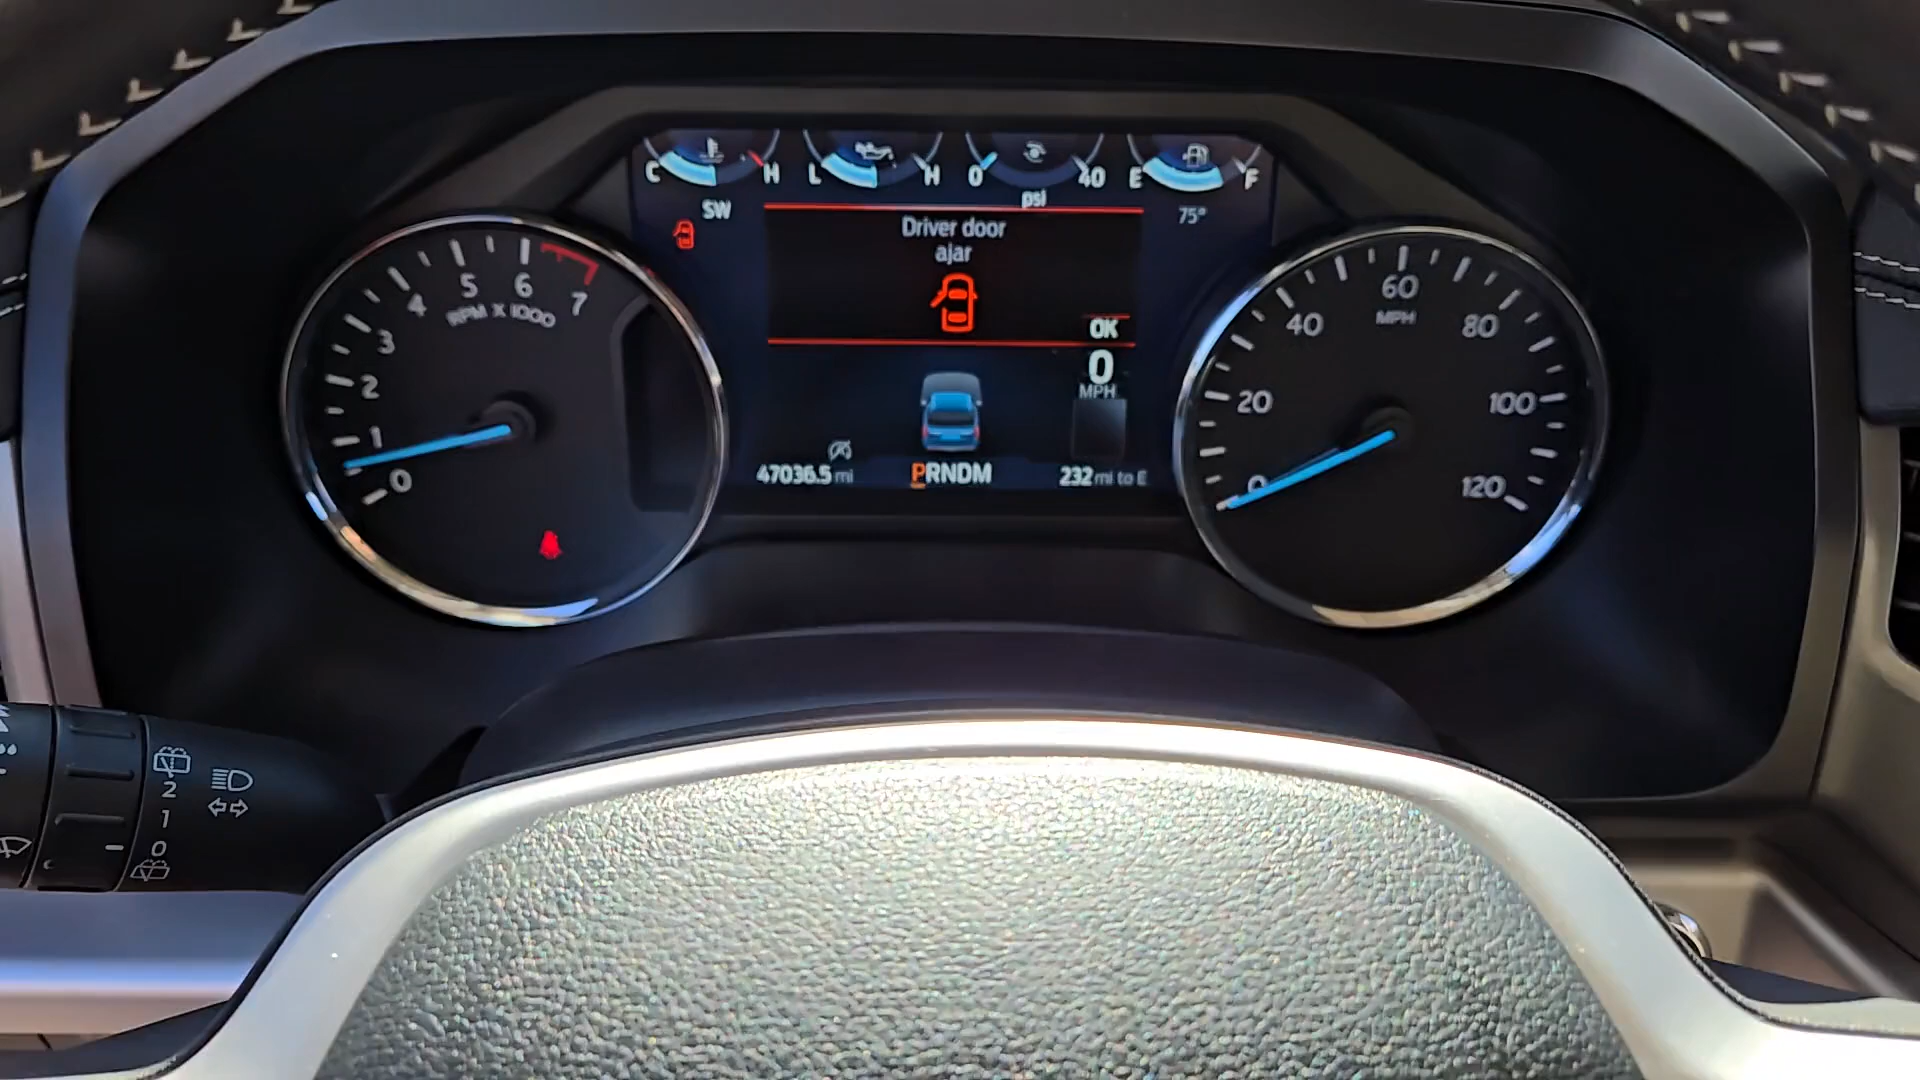 C H L H 0 40 E F
psi
SW
75°
Driver door
ajar
OK
0
MPH
47036.5 mi
PRNDM
232 mi to E
0
1
2
3
4
5
6
7
RPM X 1000
0
20
40
60
80
100
120
MPH
2
1
0